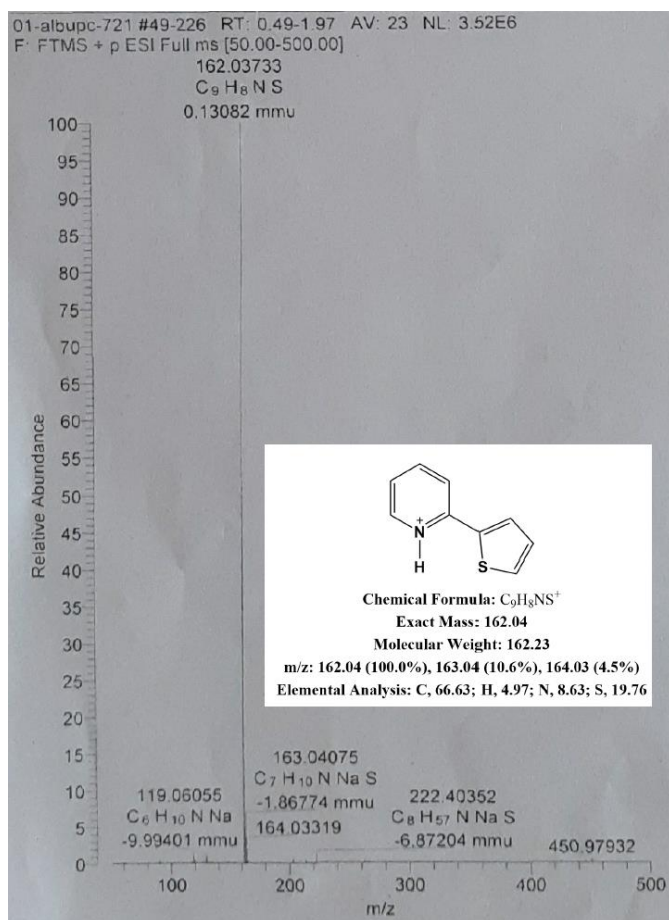 01-albupc-721 #49-226 RT: 0.49-1.97 AV: 23 NL: 3.52E6
F: FTMS + p ESI Full ms [50.00-500.00]
162.03733
C9 H8 N S
0.13082 mmu
100
95
90
85
80
75
70
65
60
55
50
45
40
35
30
25
20
15
10
5
0
Relative Abundance
N
+
H
S
Chemical Formula: C9H8NS+
Exact Mass: 162.04
Molecular Weight: 162.23
m/z: 162.04 (100.0%), 163.04 (10.6%), 164.03 (4.5%)
Elemental Analysis: C, 66.63; H, 4.97; N, 8.63; S, 19.76
163.04075
C7 H10 N Na S
-1.86774 mmu
164.03319
119.06055
C6 H10 N Na
-9.99401 mmu
222.40352
C8 H57 N Na S
-6.87204 mmu
450.97932
100 200 300 400 500
m/z